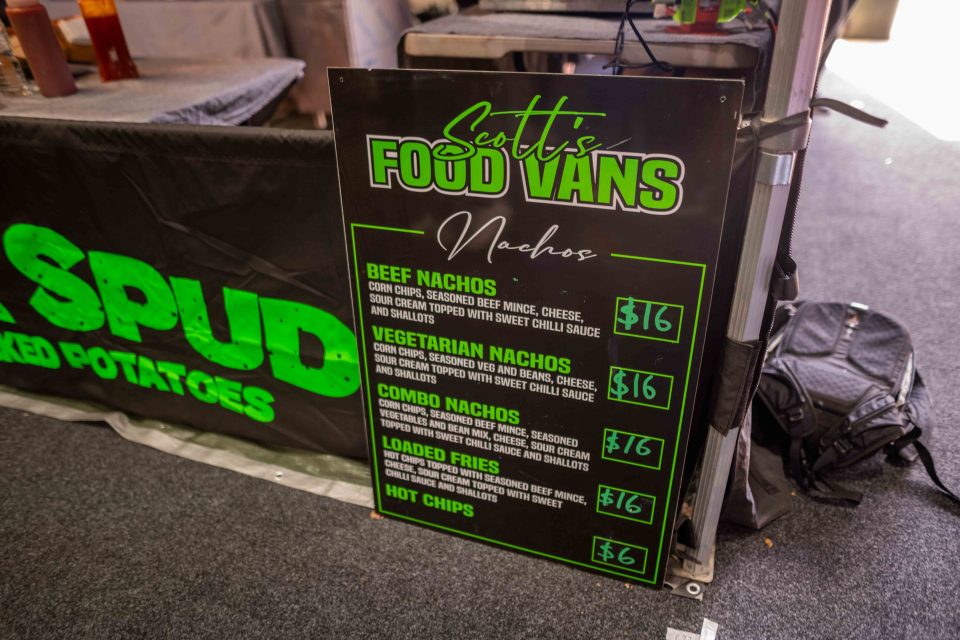 Scott's
FOOD VANS
Nachos
BEEF NACHOS
CORN CHIPS, SEASONED BEEF MINCE, CHEESE,
SOUR CREAM TOPPED WITH SWEET CHILLI SAUCE
AND SHALLOTS
$16
VEGETARIAN NACHOS
CORN CHIPS, SEASONED VEG AND BEANS, CHEESE,
SOUR CREAM TOPPED WITH SWEET CHILLI SAUCE
AND SHALLOTS
$16
COMBO NACHOS
CORN CHIPS, SEASONED BEEF MINCE, SEASONED
VEGETABLES AND BEAN MIX, CHEESE, SOUR CREAM
TOPPED WITH SWEET CHILLI SAUCE AND SHALLOTS
$16
LOADED FRIES
HOT CHIPS TOPPED WITH SEASONED BEEF MINCE,
CHEESE, SOUR CREAM TOPPED WITH SWEET
CHILLI SAUCE AND SHALLOTS
$16
HOT CHIPS
$6
SPUD
KED POTATOES